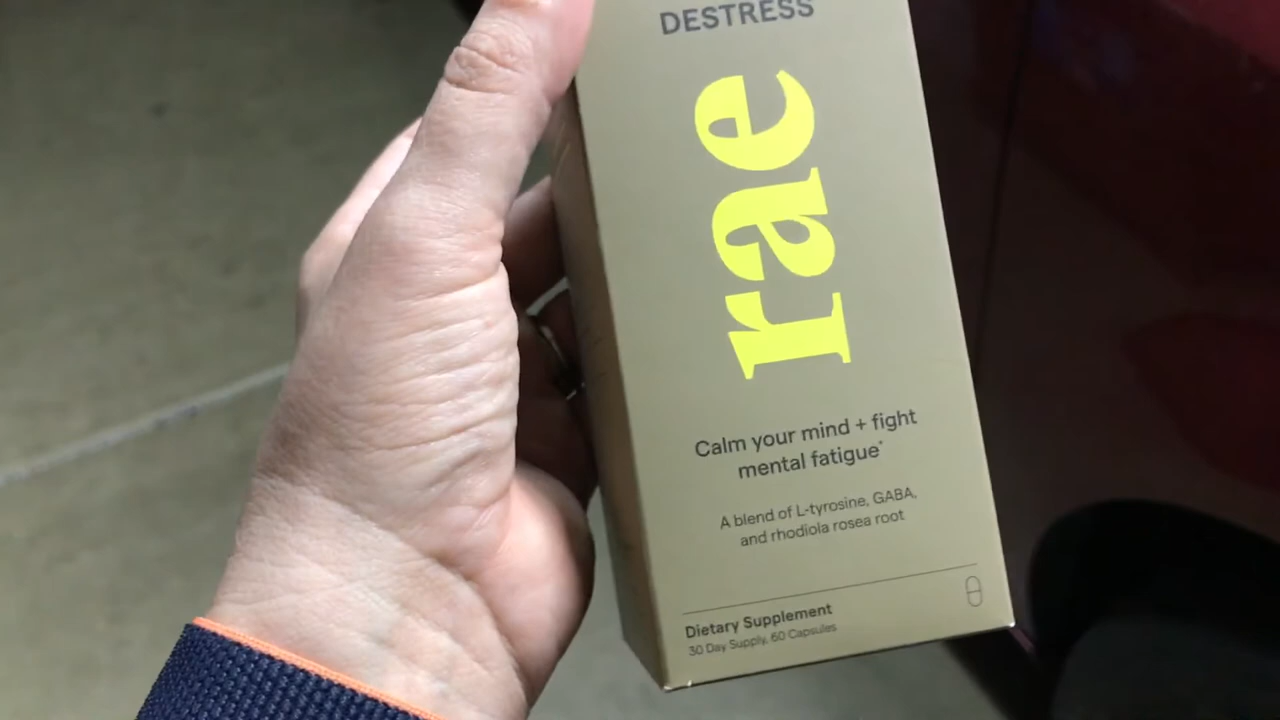 DESTRESS
rae
Calm your mind + fight
mental fatigue*
A blend of L-tyrosine, GABA,
and rhodiola rosea root
Dietary Supplement
30 Day Supply, 60 Capsules